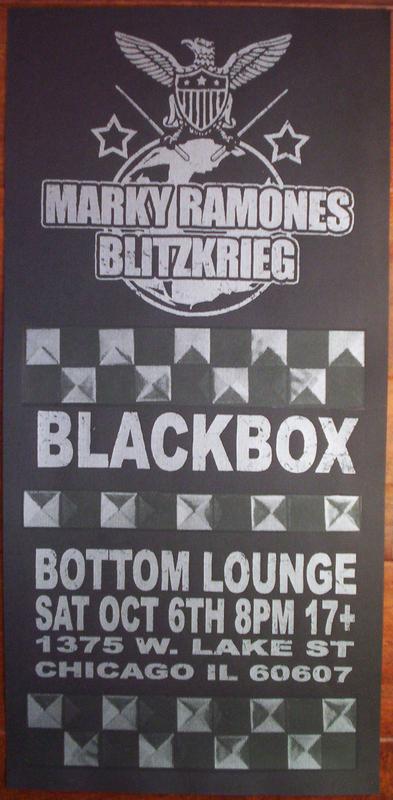 MARKY RAMONES
BLITZKRIEG
BLACKBOX
BOTTOM LOUNGE
SAT OCT 6TH 8PM 17+
1375 W. LAKE ST
CHICAGO IL 60607